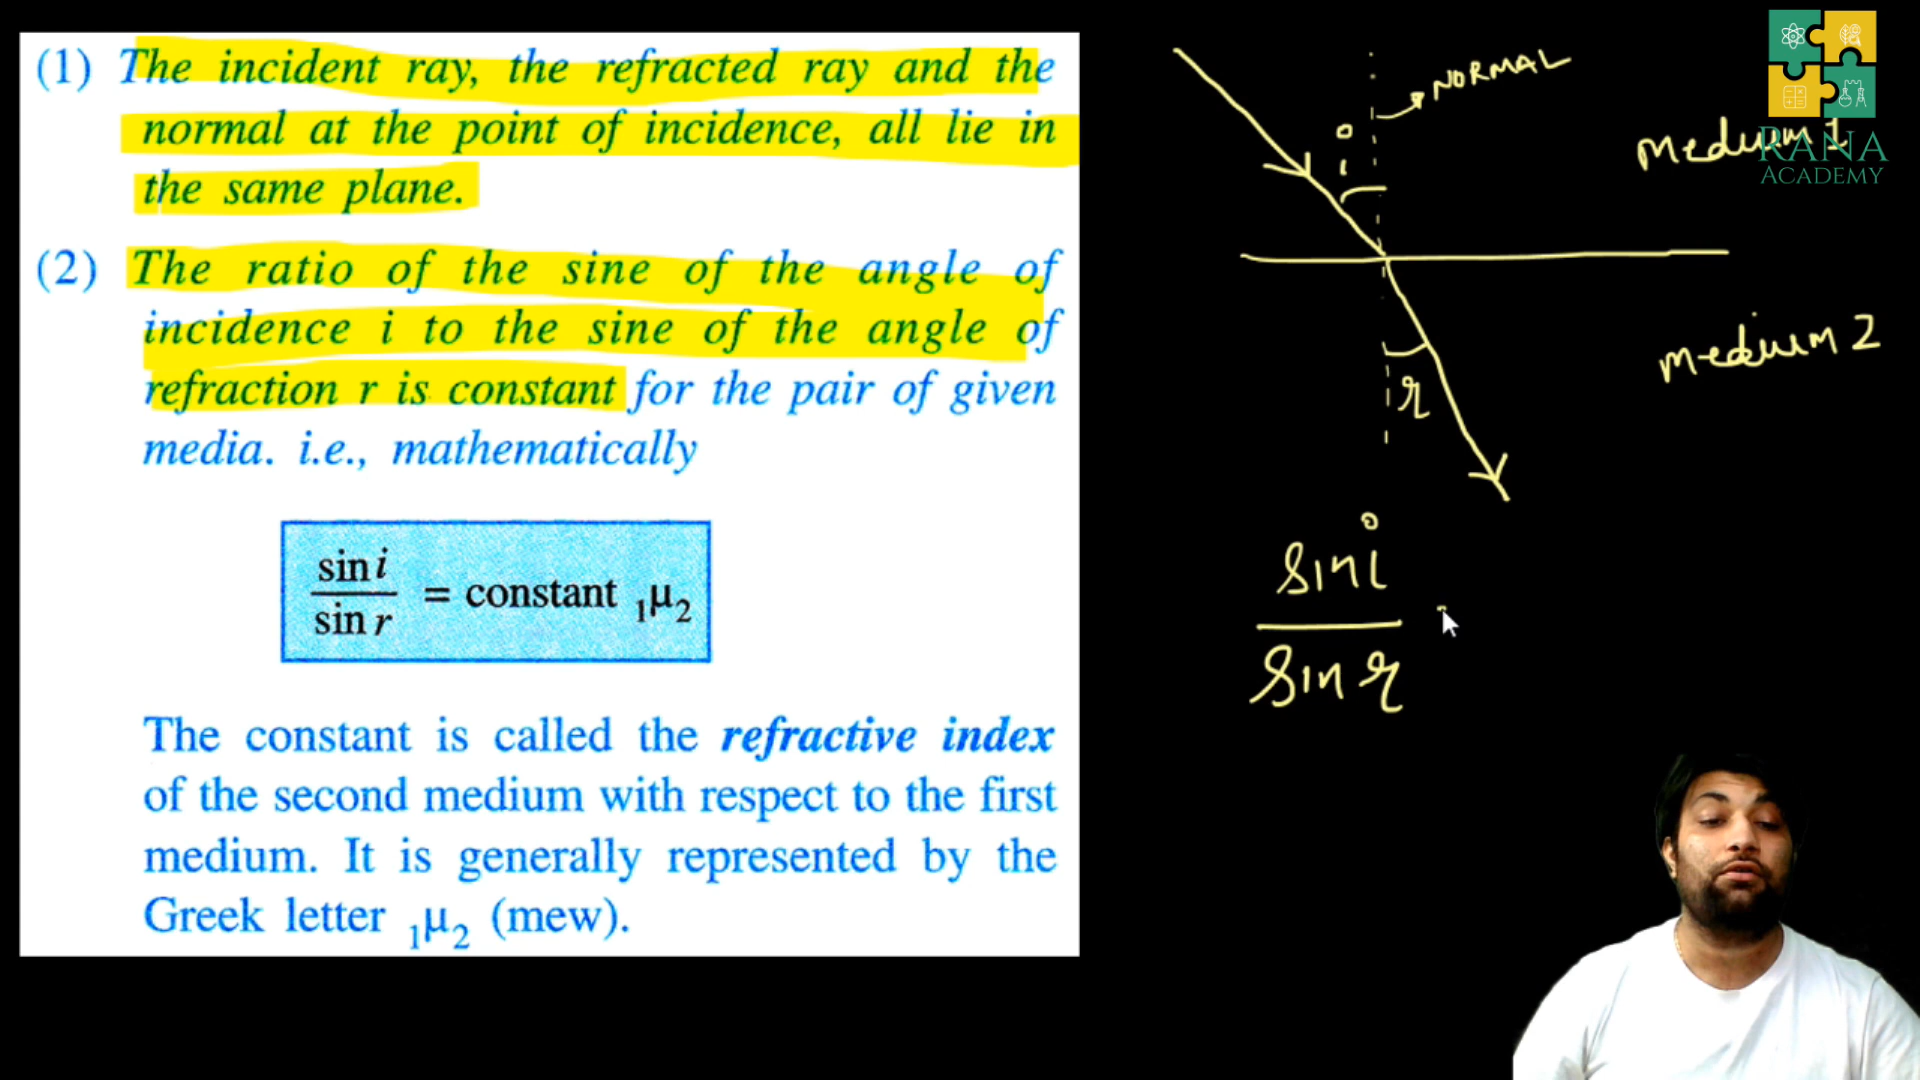 (1) The incident ray, the refracted ray and the
normal at the point of incidence, all lie in
the same plane.
(2) The ratio of the sine of the angle of
incidence i to the sine of the angle of
refraction r is constant for the pair of given
media. i.e., mathematically
sin i
sin r
= constant ₁μ₂
The constant is called the refractive index
of the second medium with respect to the first
medium. It is generally represented by the
Greek letter ₁μ₂ (mew).
NORMAL
i
medium 1
RANA
ACADEMY
medium 2
r
sin i
sin r